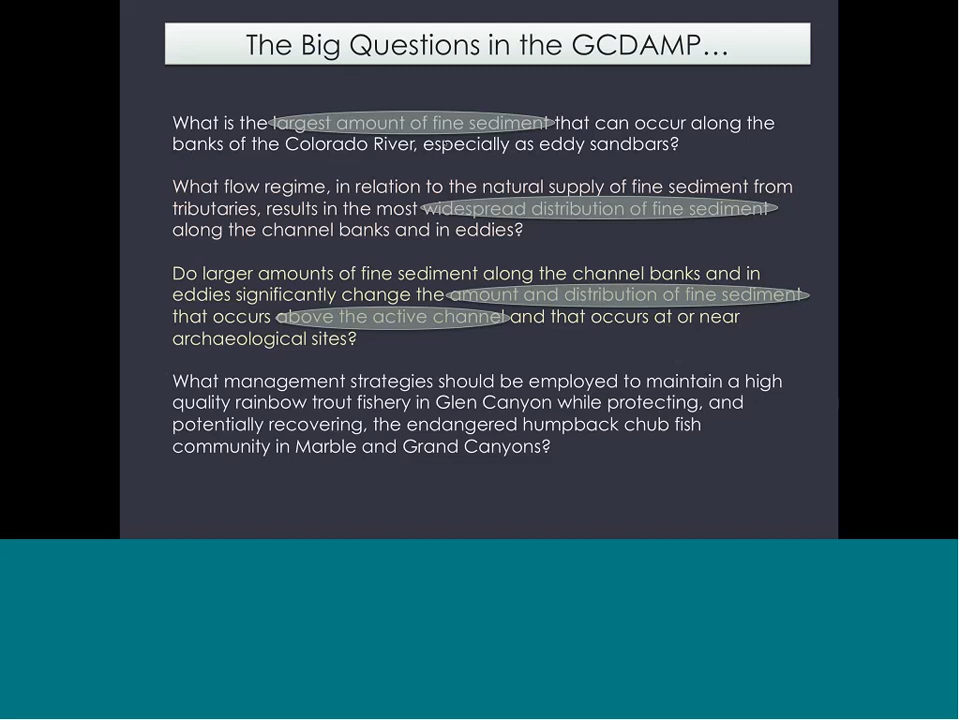 The Big Questions in the GCDAMP…
What is the largest amount of fine sediment that can occur along the
banks of the Colorado River, especially as eddy sandbars?
What flow regime, in relation to the natural supply of fine sediment from
tributaries, results in the most widespread distribution of fine sediment
along the channel banks and in eddies?
Do larger amounts of fine sediment along the channel banks and in
eddies significantly change the amount and distribution of fine sediment
that occurs above the active channel and that occurs at or near
archaeological sites?
What management strategies should be employed to maintain a high
quality rainbow trout fishery in Glen Canyon while protecting, and
potentially recovering, the endangered humpback chub fish
community in Marble and Grand Canyons?